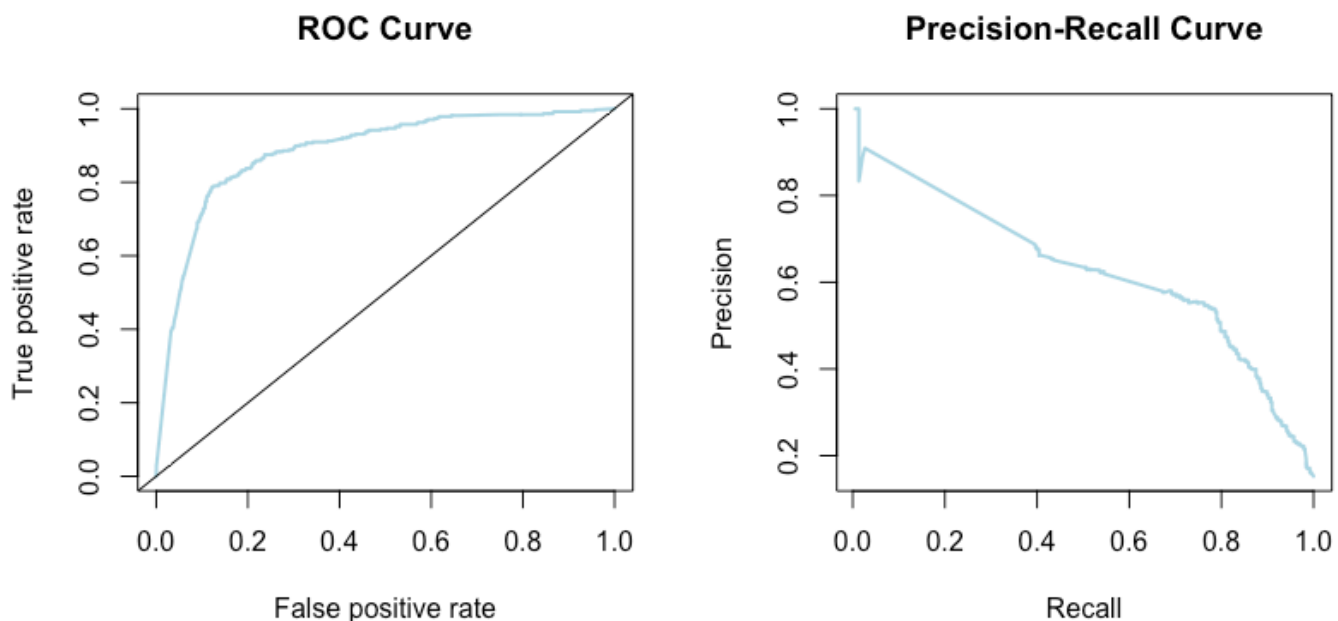 ROC Curve
True positive rate
1.0
0.8
0.6
0.4
0.2
0.0
0.0 0.2 0.4 0.6 0.8 1.0
False positive rate
Precision-Recall Curve
Precision
1.0
0.8
0.6
0.4
0.2
0.0 0.2 0.4 0.6 0.8 1.0
Recall